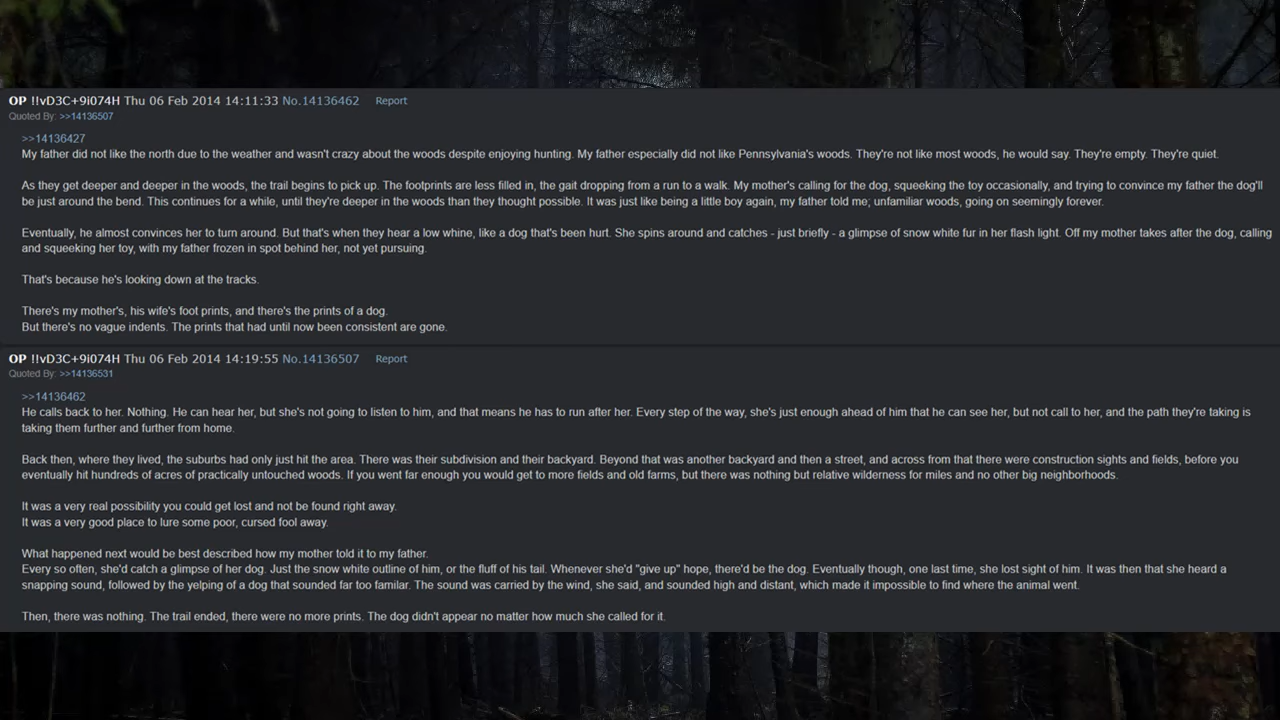 OP !!vD3C+9i074H Thu 06 Feb 2014 14:11:33 No.14136462 Report
Quoted By: >>14136507
>>14136427
My father did not like the north due to the weather and wasn't crazy about the woods despite enjoying hunting. My father especially did not like Pennsylvania's woods. They're not like most woods, he would say. They're empty. They're quiet.
As they get deeper and deeper in the woods, the trail begins to pick up. The footprints are less filled in, the gait dropping from a run to a walk. My mother's calling for the dog, squeeking the toy occasionally, and trying to convince my father the dog'll
be just around the bend. This continues for a while, until they're deeper in the woods than they thought possible. It was just like being a little boy again, my father told me; unfamiliar woods, going on seemingly forever.
Eventually, he almost convinces her to turn around. But that's when they hear a low whine, like a dog that's been hurt. She spins around and catches - just briefly - a glimpse of snow white fur in her flash light. Off my mother takes after the dog, calling
and squeeking her toy, with my father frozen in spot behind her, not yet pursuing.
That's because he's looking down at the tracks.
There's my mother's, his wife's foot prints, and there's the prints of a dog.
But there's no vague indents. The prints that had until now been consistent are gone.
OP !!vD3C+9i074H Thu 06 Feb 2014 14:19:55 No.14136507 Report
Quoted By: >>14136531
>>14136462
He calls back to her. Nothing. He can hear her, but she's not going to listen to him, and that means he has to run after her. Every step of the way, she's just enough ahead of him that he can see her, but not call to her, and the path they're taking is
taking them further and further from home.
Back then, where they lived, the suburbs had only just hit the area. There was their subdivision and their backyard. Beyond that was another backyard and then a street, and across from that there were construction sights and fields, before you
eventually hit hundreds of acres of practically untouched woods. If you went far enough you would get to more fields and old farms, but there was nothing but relative wilderness for miles and no other big neighborhoods.
It was a very real possibility you could get lost and not be found right away.
It was a very good place to lure some poor, cursed fool away.
What happened next would be best described how my mother told it to my father.
Every so often, she'd catch a glimpse of her dog. Just the snow white outline of him, or the fluff of his tail. Whenever she'd "give up" hope, there'd be the dog. Eventually though, one last time, she lost sight of him. It was then that she heard a
snapping sound, followed by the yelping of a dog that sounded far too familar. The sound was carried by the wind, she said, and sounded high and distant, which made it impossible to find where the animal went.
Then, there was nothing. The trail ended, there were no more prints. The dog didn't appear no matter how much she called for it.